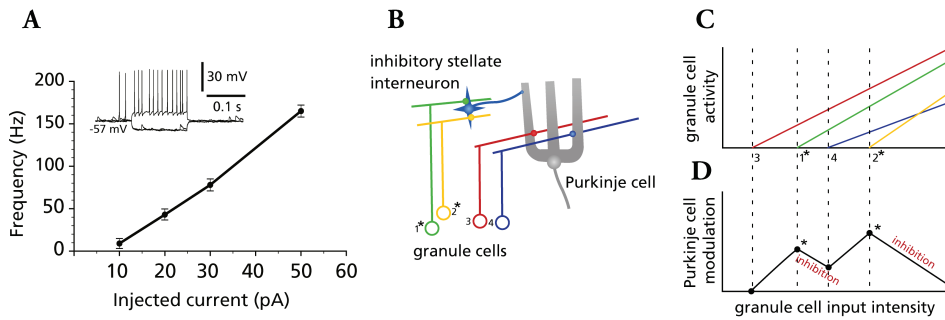 A
200
150
100
50
0
Frequency (Hz)
30 mV
0.1 s
-57 mV
10 20 30 40 50 60
Injected current (pA)
B
inhibitory stellate
interneuron
Purkinje cell
1*
2*
3
4
granule cells
C
granule cell
activity
3
1*
4
2*
D
Purkinje cell
modulation
*
inhibition
*
inhibition
granule cell input intensity